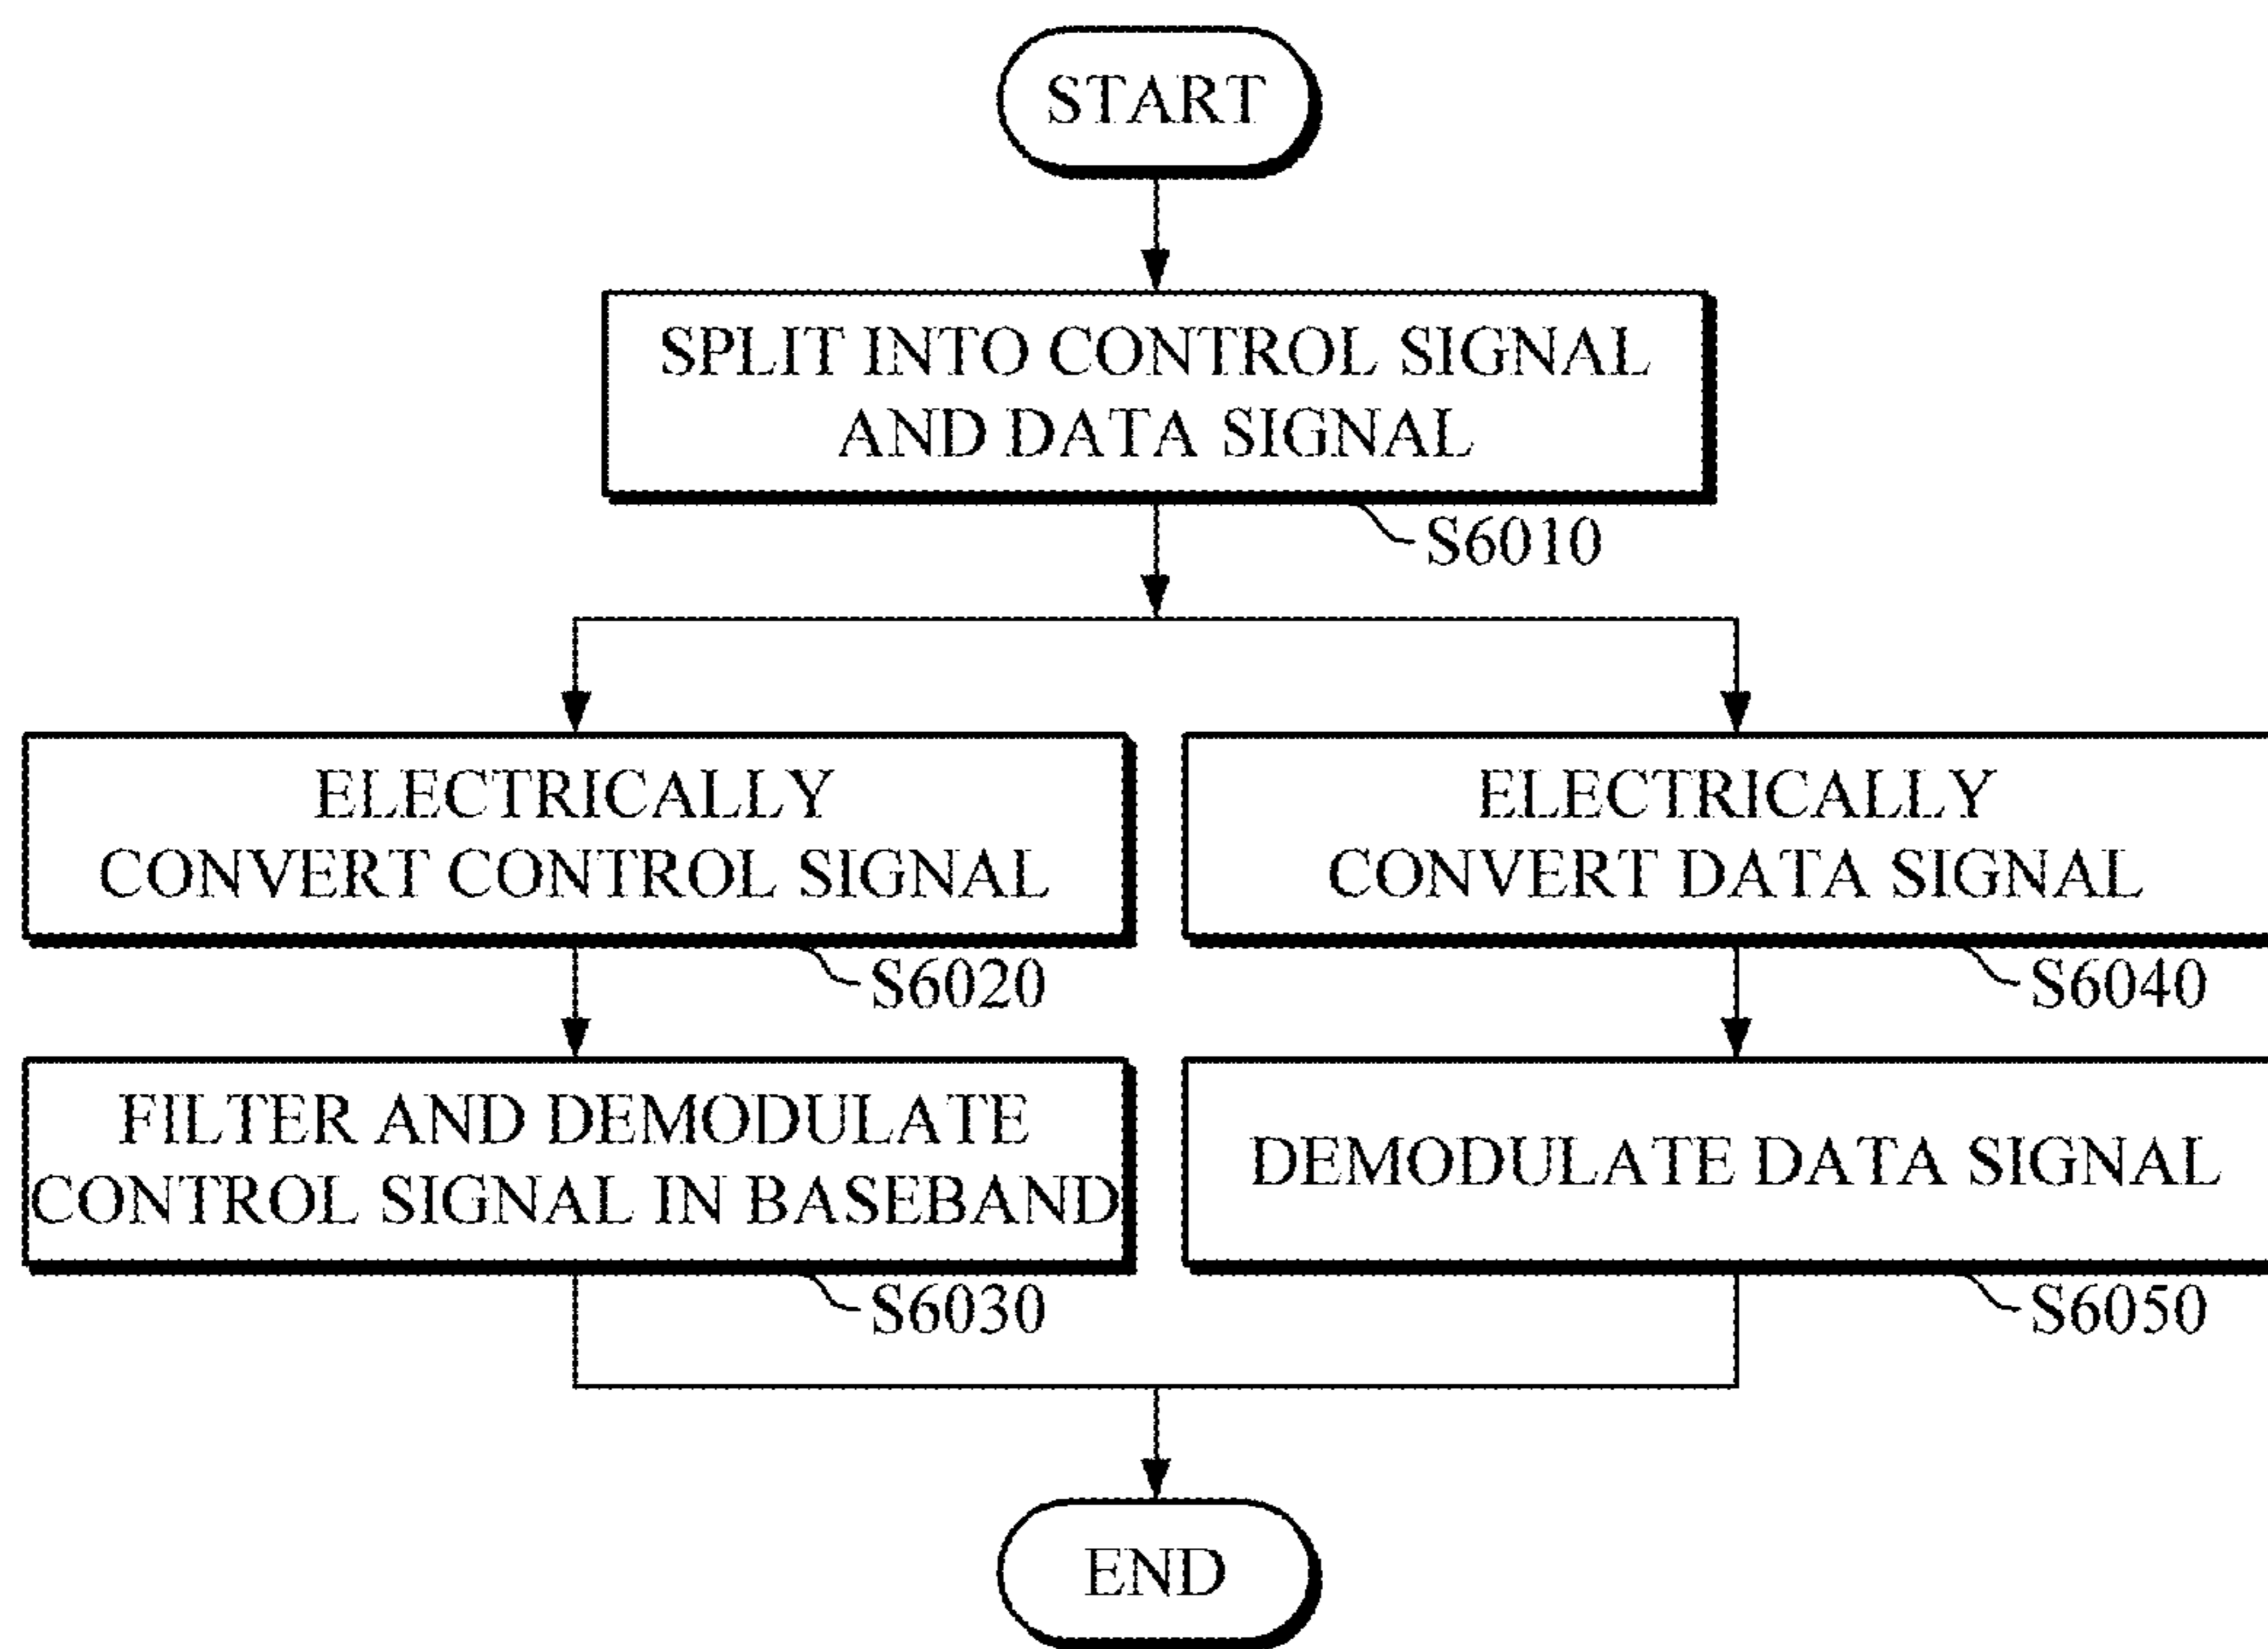 START
SPLIT INTO CONTROL SIGNAL
AND DATA SIGNAL
S6010
ELECTRICALLY
CONVERT CONTROL SIGNAL
S6020
FILTER AND DEMODULATE
CONTROL SIGNAL IN BASEBAND
S6030
ELECTRICALLY
CONVERT DATA SIGNAL
S6040
DEMODULATE DATA SIGNAL
S6050
END